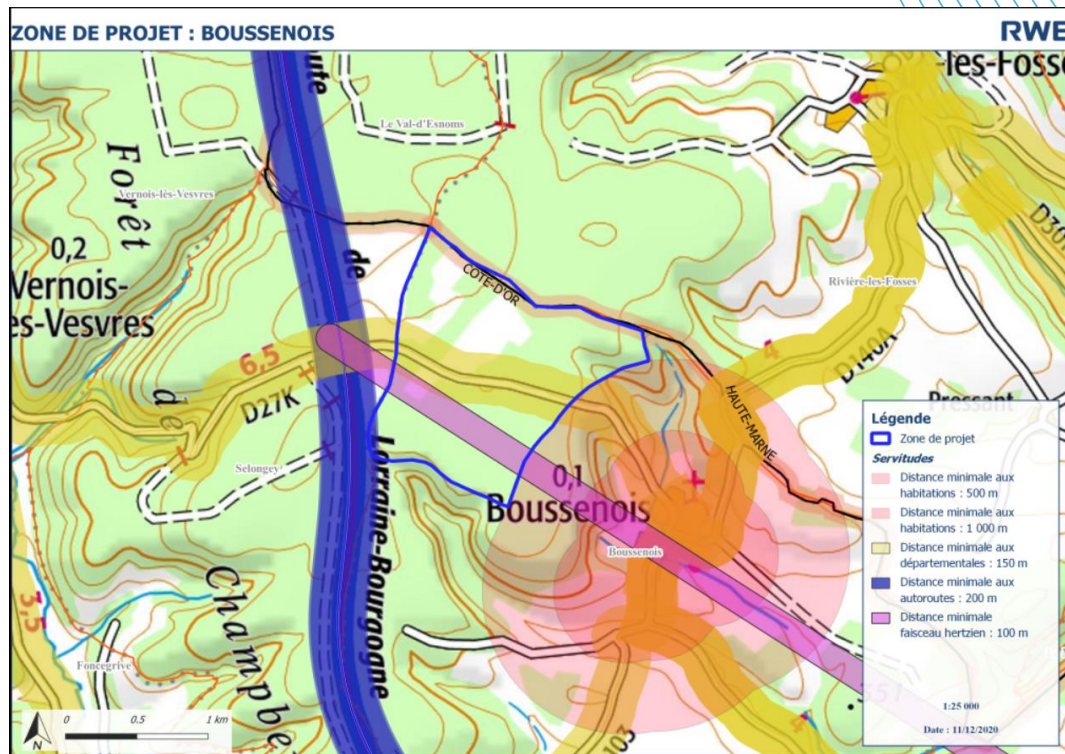 ZONE DE PROJET : BOUSSENOIS
RWE
les-Fosse
Le Val-d'Esnoms
Forêt
Vernois-lès-Vesvres
0,2
Vernois-
es-Vesvres
de
COTE-D'OR
Rivière-les-Fosses
6,5
D27K
4
D140A
HAUTE-MARNE
Pressant
de
Selongey
Lorraine-Bourgogne
0,1
Boussenois
Boussenois
3,5
Foncegrive
Champbe
4
551
Légende
Zone de projet
Servitudes
Distance minimale aux
habitations : 500 m
Distance minimale aux
habitations : 1 000 m
Distance minimale aux
départementales : 150 m
Distance minimale aux
autoroutes : 200 m
Distance minimale
faisceau hertzien : 100 m
1:25 000
Date : 11/12/2020
0 0.5 1 km
N